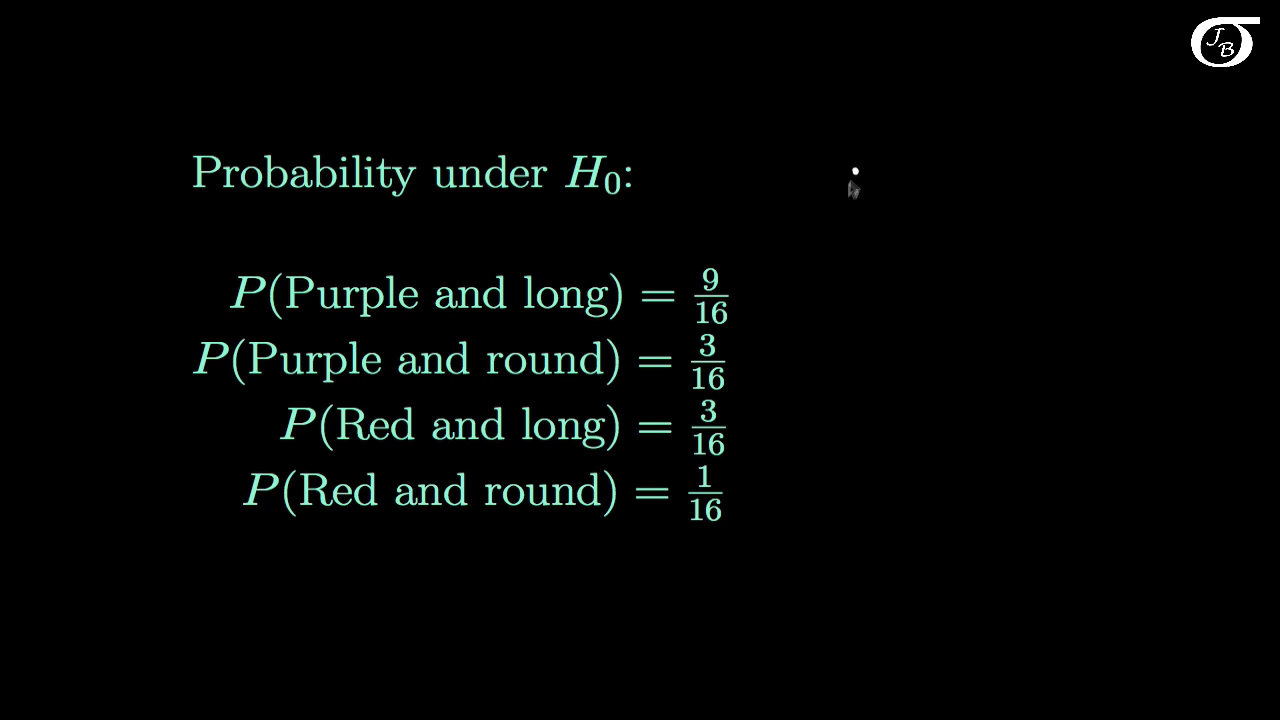 JB
Probability under H₀:
P(Purple and long) = 9/16
P(Purple and round) = 3/16
P(Red and long) = 3/16
P(Red and round) = 1/16